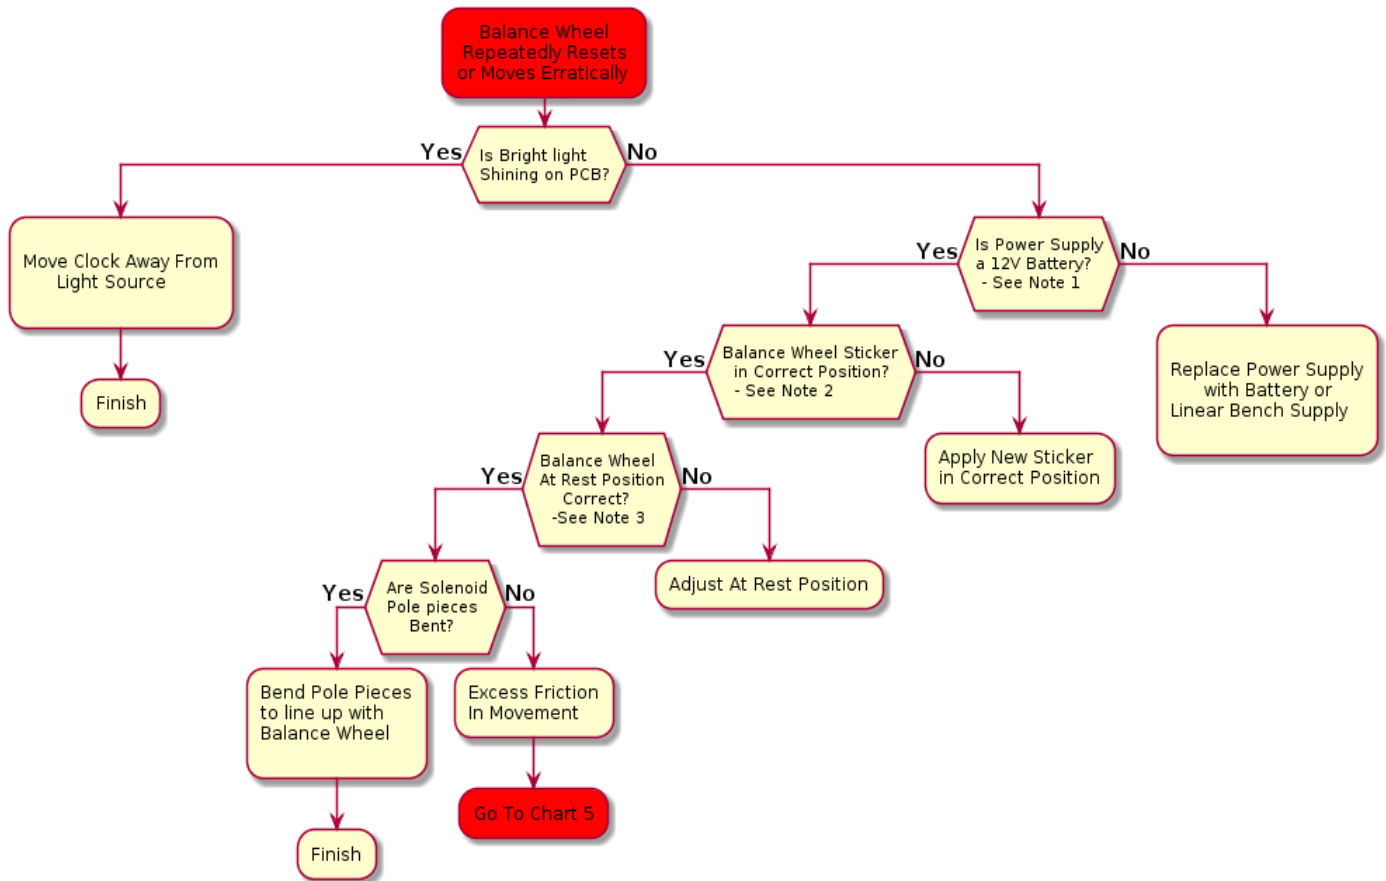 Balance Wheel
Repeatedly Resets
or Moves Erratically
Yes
Is Bright light
Shining on PCB?
No
Move Clock Away From
Light Source
Finish
Yes
Is Power Supply
a 12V Battery?
- See Note 1
No
Replace Power Supply
with Battery or
Linear Bench Supply
Yes
Balance Wheel Sticker
in Correct Position?
- See Note 2
No
Apply New Sticker
in Correct Position
Yes
Balance Wheel
At Rest Position
Correct?
-See Note 3
No
Adjust At Rest Position
Yes
Are Solenoid
Pole pieces
Bent?
No
Bend Pole Pieces
to line up with
Balance Wheel
Finish
Excess Friction
In Movement
Go To Chart 5